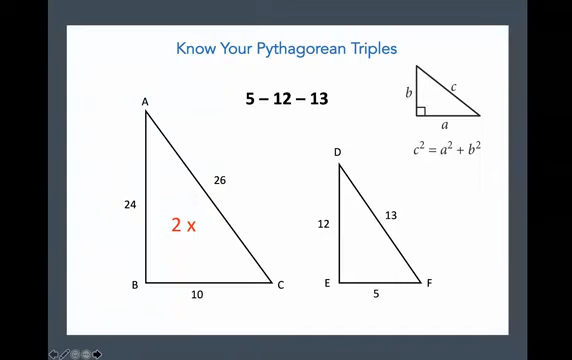 Know Your Pythagorean Triples
5 – 12 – 13
b
c
a
c² = a² + b²
A
24
26
2 x
B
10
C
D
12
13
E
5
F